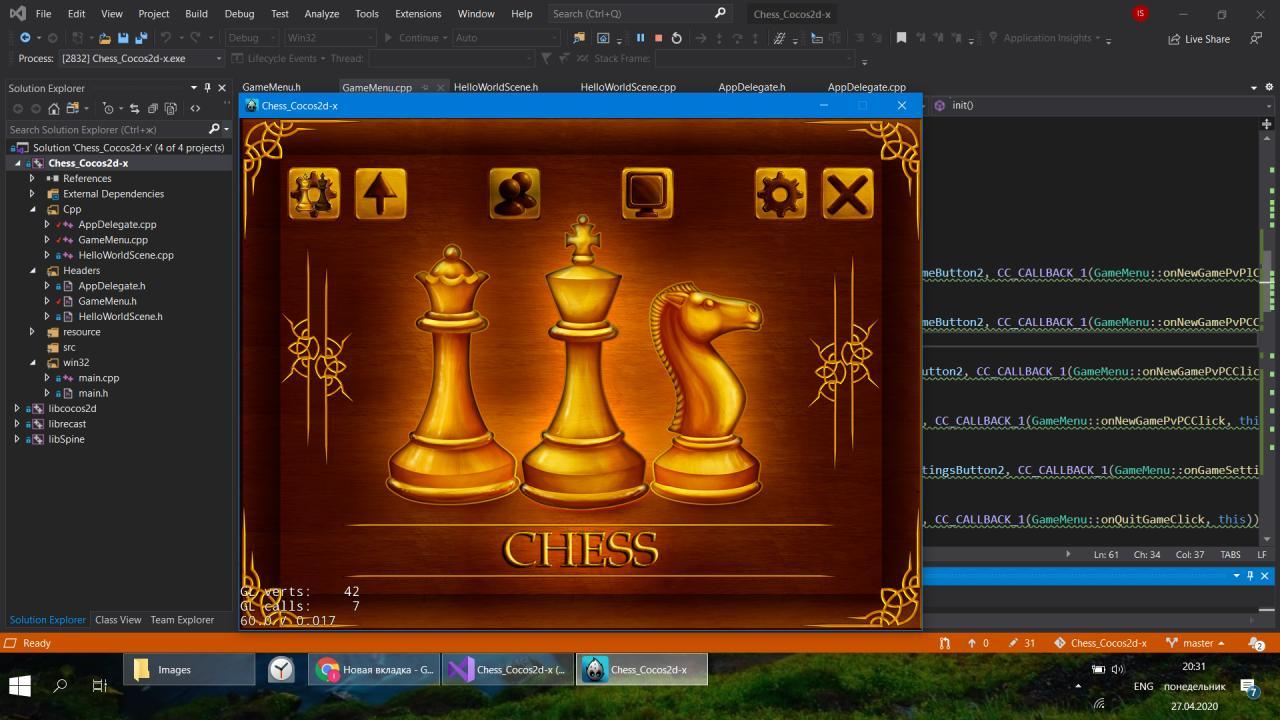 File Edit View Project Build Debug Test Analyze Tools Extensions Window Help Search (Ctrl+Q) Chess_Cocos2d-x IS
Debug Win32 Continue Auto Application Insights Live Share
Process: [2832] Chess_Cocos2d-x.exe Lifecycle Events Thread: Stack Frame:
Solution Explorer
GameMenu.h GameMenu.cpp HelloWorldScene.h HelloWorldScene.cpp AppDelegate.h AppDelegate.cpp
Chess_Cocos2d-x
init()
Search Solution Explorer (Ctrl+ж)
Solution 'Chess_Cocos2d-x' (4 of 4 projects)
Chess_Cocos2d-x
References
External Dependencies
Cpp
AppDelegate.cpp
GameMenu.cpp
HelloWorldScene.cpp
Headers
AppDelegate.h
GameMenu.h
HelloWorldScene.h
resource
src
win32
main.cpp
main.h
libcocos2d
librecast
libSpine
meButton2, CC_CALLBACK_1(GameMenu::onNewGamePvPlC
meButton2, CC_CALLBACK_1(GameMenu::onNewGamePvPCC
utton2, CC_CALLBACK_1(GameMenu::onNewGamePvPCClic
, CC_CALLBACK_1(GameMenu::onNewGamePvPCClick, thi
tingsButton2, CC_CALLBACK_1(GameMenu::onGameSetti
, CC_CALLBACK_1(GameMenu::onQuitGameClick, this))
CHESS
GL verts: 42
GL calls: 7
60.0 / 0.017
Ln: 61 Ch: 34 Col: 37 TABS LF
Solution Explorer Class View Team Explorer
Ready 0 31 Chess_Cocos2d-x master 2
Images Новая вкладка - G... Chess_Cocos2d-x (... Chess_Cocos2d-x
20:31
ENG понедельник 7
27.04.2020